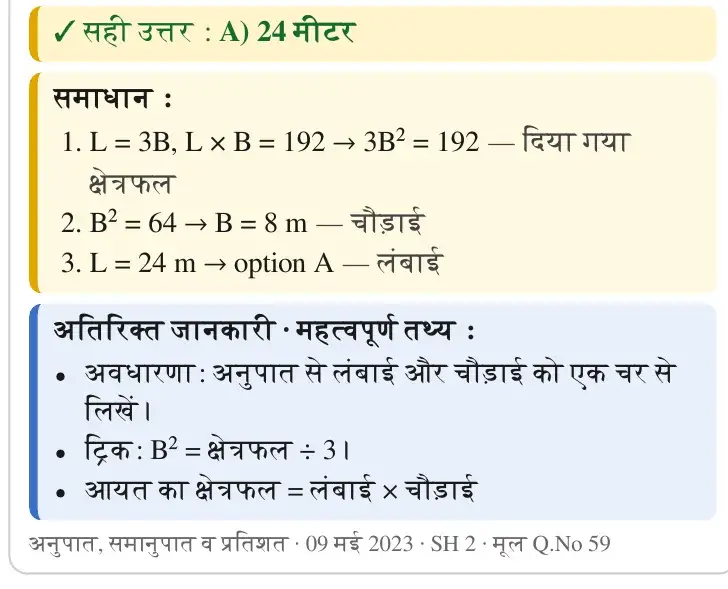 ✓ सही उत्तर : A) 24 मीटर
समाधान :
1. L = 3B, L × B = 192 → 3B² = 192 — दिया गया
क्षेत्रफल
2. B² = 64 → B = 8 m — चौड़ाई
3. L = 24 m → option A — लंबाई
अतिरिक्त जानकारी · महत्वपूर्ण तथ्य :
• अवधारणा : अनुपात से लंबाई और चौड़ाई को एक चर से
लिखें।
• ट्रिक : B² = क्षेत्रफल ÷ 3।
• आयत का क्षेत्रफल = लंबाई × चौड़ाई
अनुपात, समानुपात व प्रतिशत · 09 मई 2023 · SH 2 · मूल Q.No 59